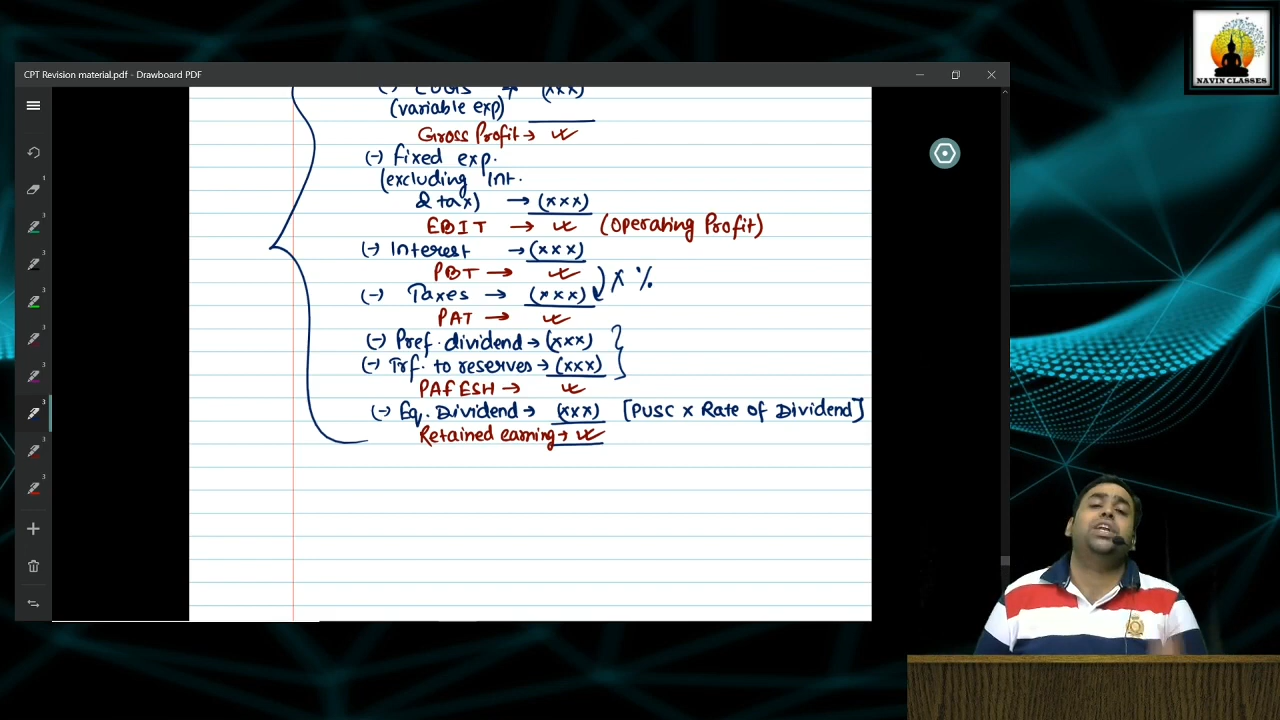 NAVIN CLASSES
CPT Revision material.pdf - Drawboard PDF
(-) COGS → (xxx)
(variable exp)
Gross Profit →
(-) fixed exp.
(excluding Int.
& tax) → (xxx)
EBIT → (Operating Profit)
(-) Interest → (xxx)
PBT → x %
(-) Taxes → (xxx)
PAT →
(-) Pref. dividend → (xxx)
(-) Trf. to reserves → (xxx)
PAFESH →
(-) Eq. Dividend → (xxx) [PUSC x Rate of Dividend]
Retained earning →